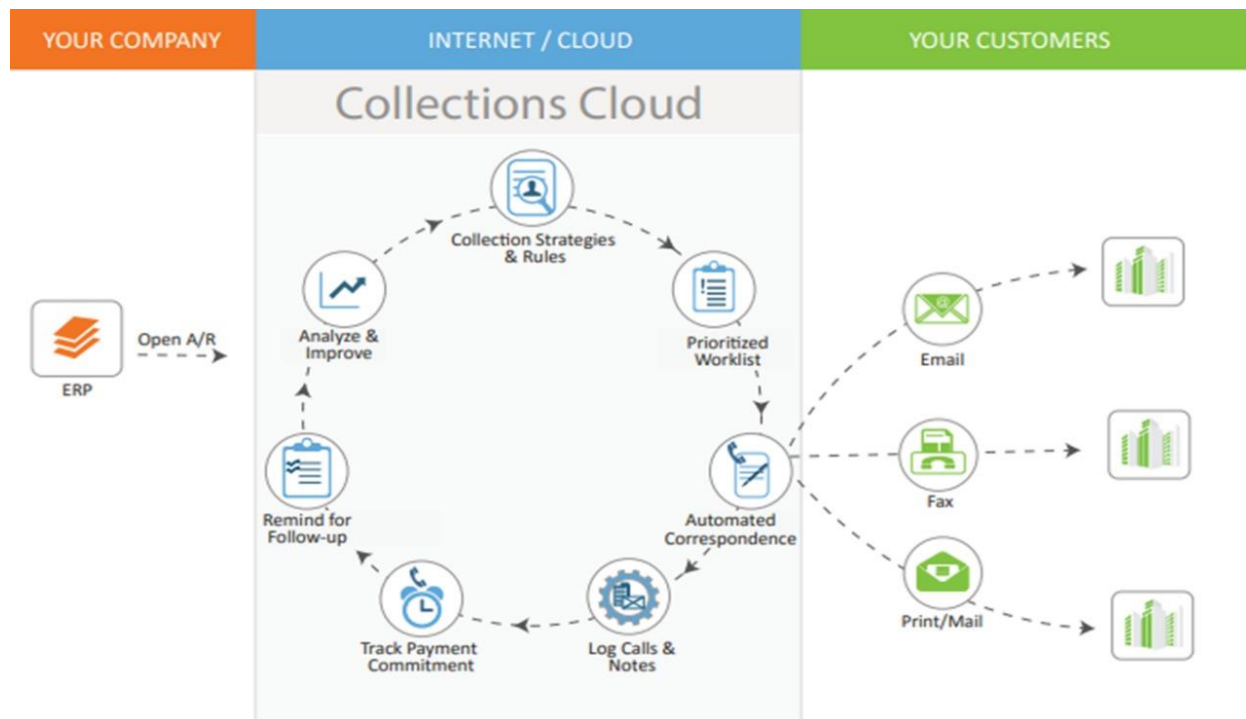 YOUR COMPANY
INTERNET / CLOUD
YOUR CUSTOMERS
Collections Cloud
Collection Strategies
& Rules
Prioritized
Worklist
Automated
Correspondence
Log Calls &
Notes
Track Payment
Commitment
Remind for
Follow-up
Analyze &
Improve
Open A/R
ERP
Email
Fax
Print/Mail